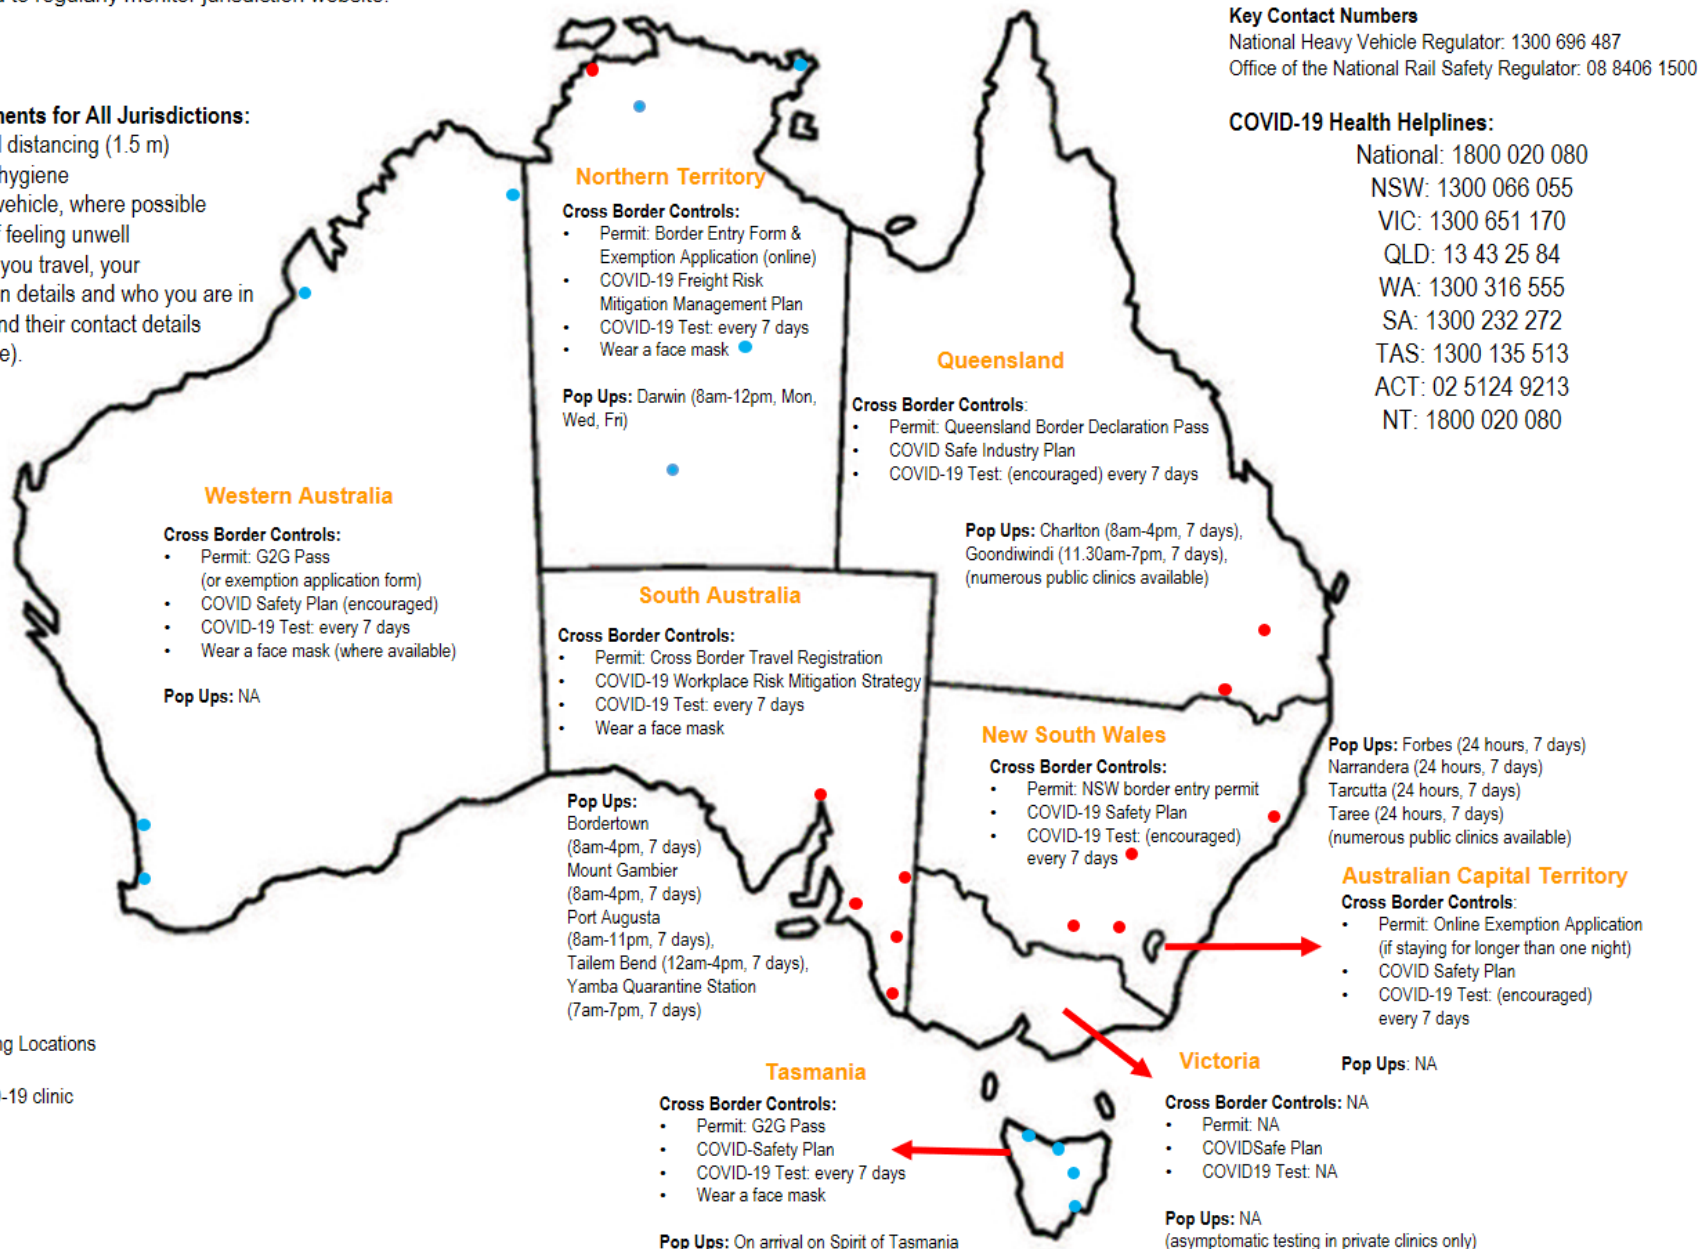 to regularly monitor jurisdiction website.
Key Contact Numbers
National Heavy Vehicle Regulator: 1300 696 487
Office of the National Rail Safety Regulator: 08 8406 1500
COVID-19 Health Helplines:
National: 1800 020 080
NSW: 1300 066 055
VIC: 1300 651 170
QLD: 13 43 25 84
WA: 1300 316 555
SA: 1300 232 272
TAS: 1300 135 513
ACT: 02 5124 9213
NT: 1800 020 080
for All Jurisdictions:
distancing (1.5 m)
hygiene
vehicle, where possible
feeling unwell
you travel, your
details and who you are in
their contact details
Northern Territory
Cross Border Controls:
• Permit: Border Entry Form &
Exemption Application (online)
• COVID-19 Freight Risk
Mitigation Management Plan
• COVID-19 Test: every 7 days
• Wear a face mask
Pop Ups: Darwin (8am-12pm, Mon,
Wed, Fri)
Queensland
Cross Border Controls:
• Permit: Queensland Border Declaration Pass
• COVID Safe Industry Plan
• COVID-19 Test: (encouraged) every 7 days
Pop Ups: Charlton (8am-4pm, 7 days),
Goondiwindi (11.30am-7pm, 7 days),
(numerous public clinics available)
Western Australia
Cross Border Controls:
• Permit: G2G Pass
(or exemption application form)
• COVID Safety Plan (encouraged)
• COVID-19 Test: every 7 days
• Wear a face mask (where available)
Pop Ups: NA
South Australia
Cross Border Controls:
• Permit: Cross Border Travel Registration
• COVID-19 Workplace Risk Mitigation Strategy
• COVID-19 Test: every 7 days
• Wear a face mask
Pop Ups:
Bordertown
(8am-4pm, 7 days)
Mount Gambier
(8am-4pm, 7 days)
Port Augusta
(8am-11pm, 7 days),
Tailem Bend (12am-4pm, 7 days),
Yamba Quarantine Station
(7am-7pm, 7 days)
New South Wales
Cross Border Controls:
• Permit: NSW border entry permit
• COVID-19 Safety Plan
• COVID-19 Test: (encouraged)
every 7 days
Pop Ups: Forbes (24 hours, 7 days)
Narrandera (24 hours, 7 days)
Tarcutta (24 hours, 7 days)
Taree (24 hours, 7 days)
(numerous public clinics available)
Australian Capital Territory
Cross Border Controls:
• Permit: Online Exemption Application
(if staying for longer than one night)
• COVID Safety Plan
• COVID-19 Test: (encouraged)
every 7 days
Pop Ups: NA
Locations
-19 clinic
Tasmania
Cross Border Controls:
• Permit: G2G Pass
• COVID-Safety Plan
• COVID-19 Test: every 7 days
• Wear a face mask
Pop Ups: On arrival on Spirit of Tasmania
Victoria
Cross Border Controls: NA
• Permit: NA
• COVIDSafe Plan
• COVID19 Test: NA
Pop Ups: NA
(asymptomatic testing in private clinics only)